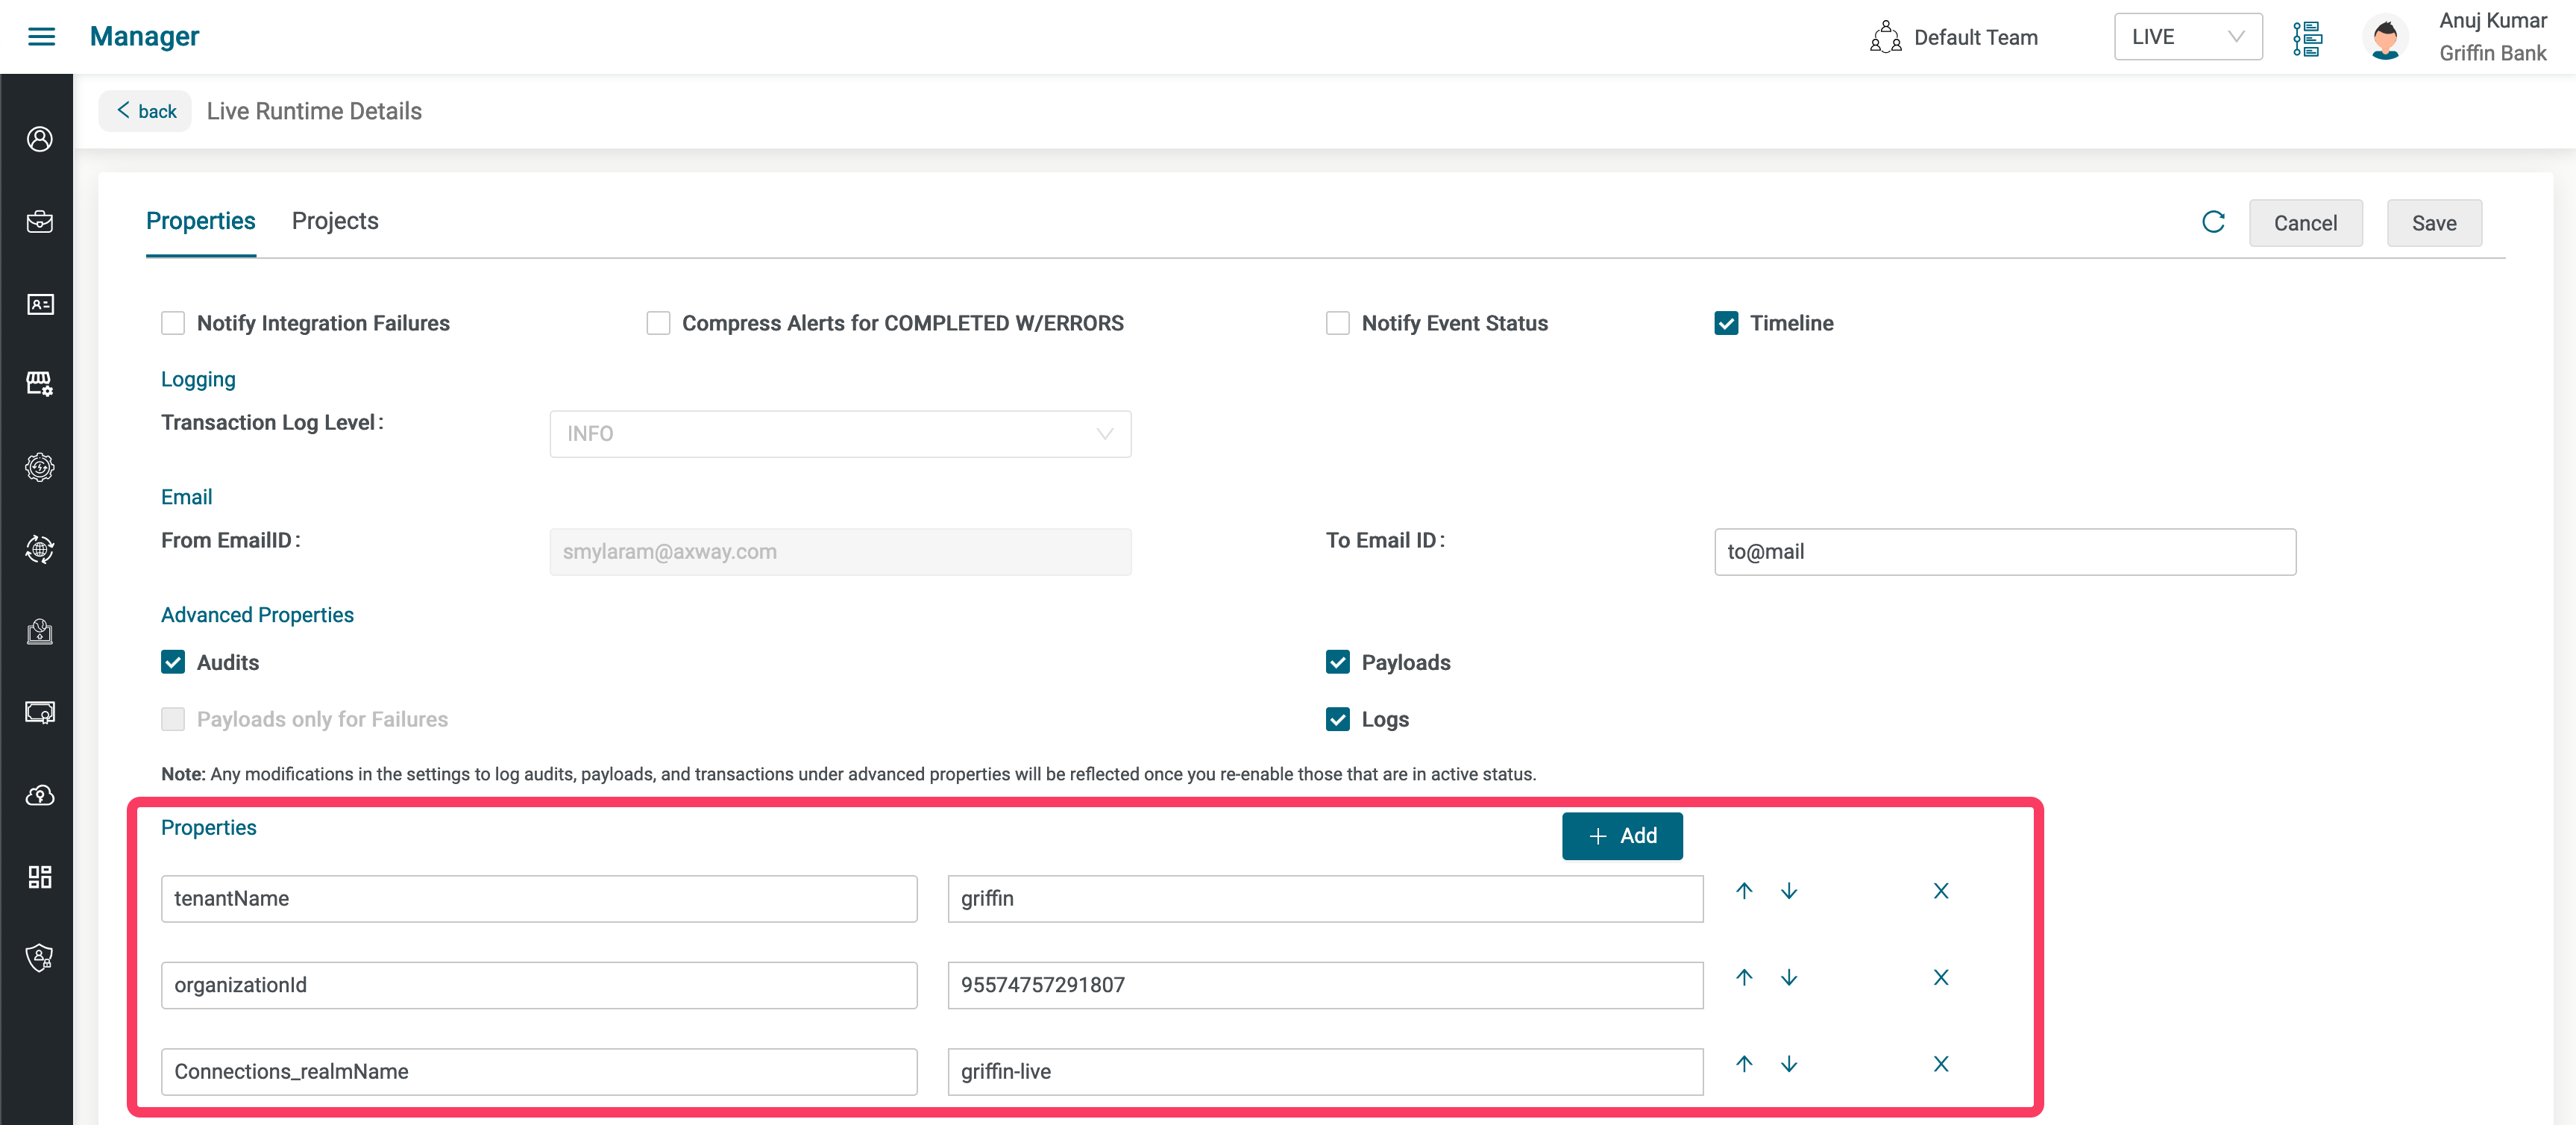 Manager
Default Team
LIVE
Anuj Kumar
Griffin Bank
back
Live Runtime Details
Properties
Projects
Cancel
Save
Notify Integration Failures
Compress Alerts for COMPLETED W/ERRORS
Notify Event Status
Timeline
Logging
Transaction Log Level:
INFO
Email
From EmailID:
smylaram@axway.com
To Email ID:
to@mail
Advanced Properties
Audits
Payloads
Payloads only for Failures
Logs
Note: Any modifications in the settings to log audits, payloads, and transactions under advanced properties will be reflected once you re-enable those that are in active status.
Properties
+ Add
tenantName
griffin
organizationId
95574757291807
Connections_realmName
griffin-live